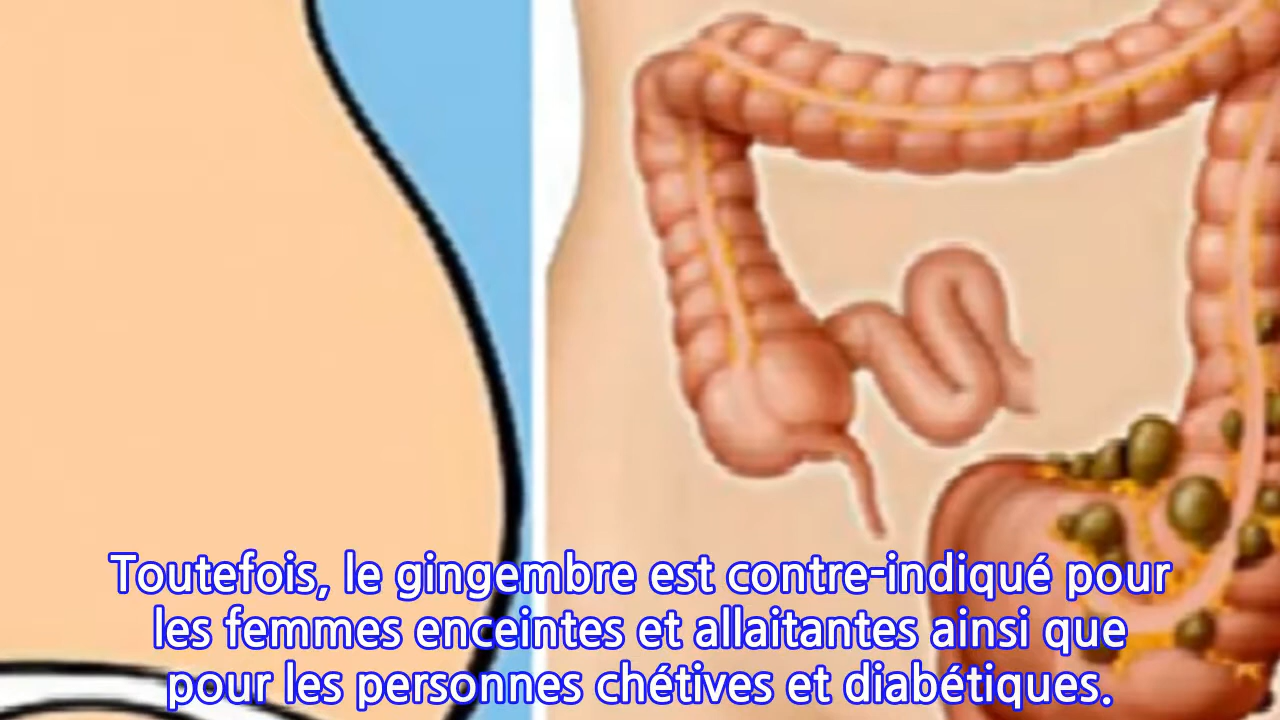 Toutefois, le gingembre est contre-indiqué pour
les femmes enceintes et allaitantes ainsi que
pour les personnes chétives et diabétiques.